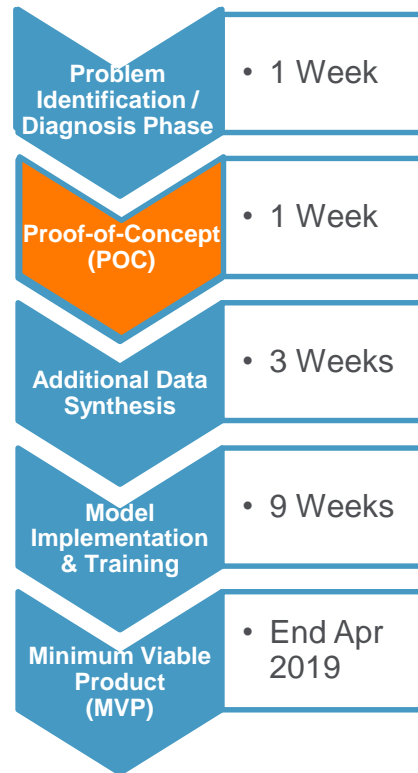 Problem
Identification /
Diagnosis Phase
• 1 Week
Proof-of-Concept
(POC)
• 1 Week
Additional Data
Synthesis
• 3 Weeks
Model
Implementation
& Training
• 9 Weeks
Minimum Viable
Product
(MVP)
• End Apr
2019